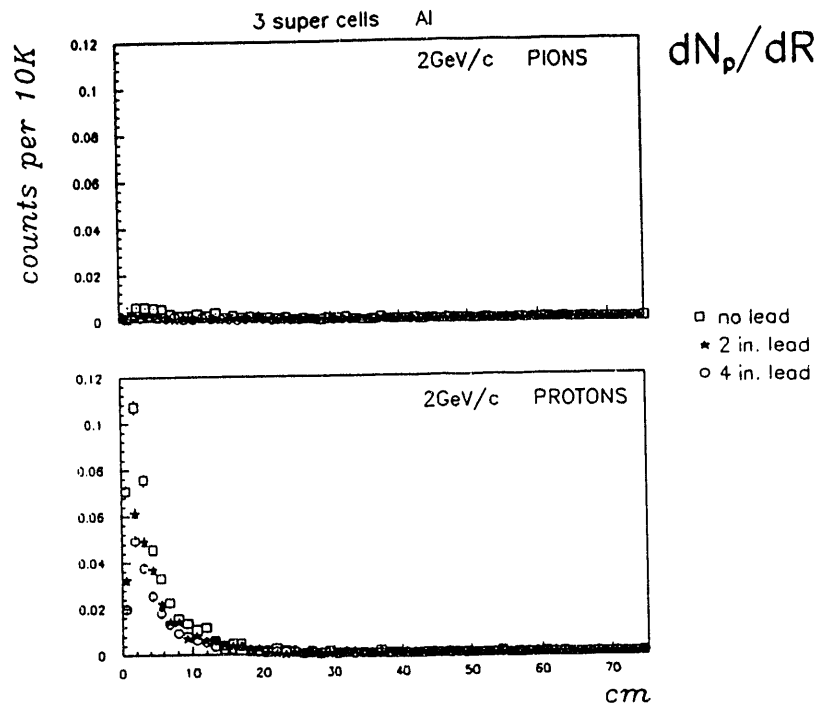 3 super cells Al
dNp/dR
counts per 10K
2GeV/c PIONS
0.12
0.1
0.08
0.06
0.04
0.02
0
no lead
2 in. lead
4 in. lead
2GeV/c PROTONS
0.12
0.1
0.08
0.06
0.04
0.02
0
0 10 20 30 40 50 60 70
cm